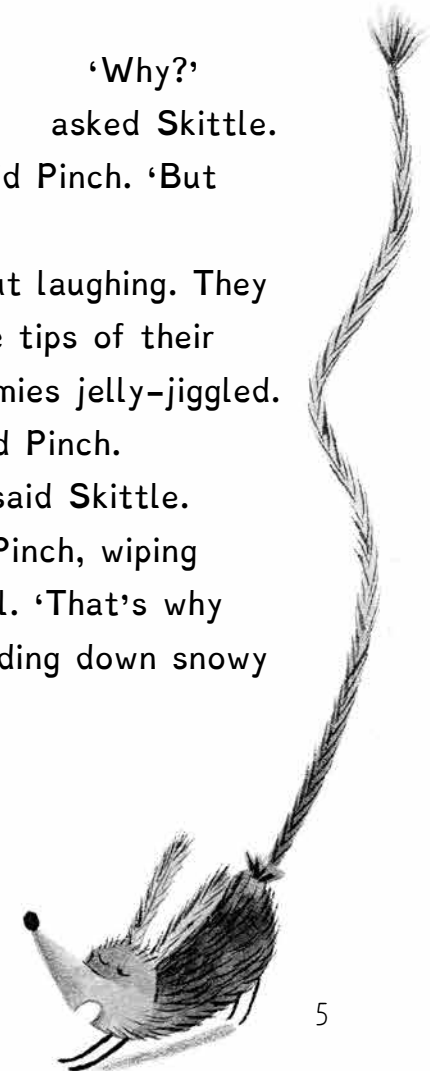 ‘Why?’
asked Skittle.
d Pinch. ‘But
ut laughing. They
e tips of their
mies jelly-jiggled.
d Pinch.
said Skittle.
Pinch, wiping
l. ‘That’s why
ding down snowy
5